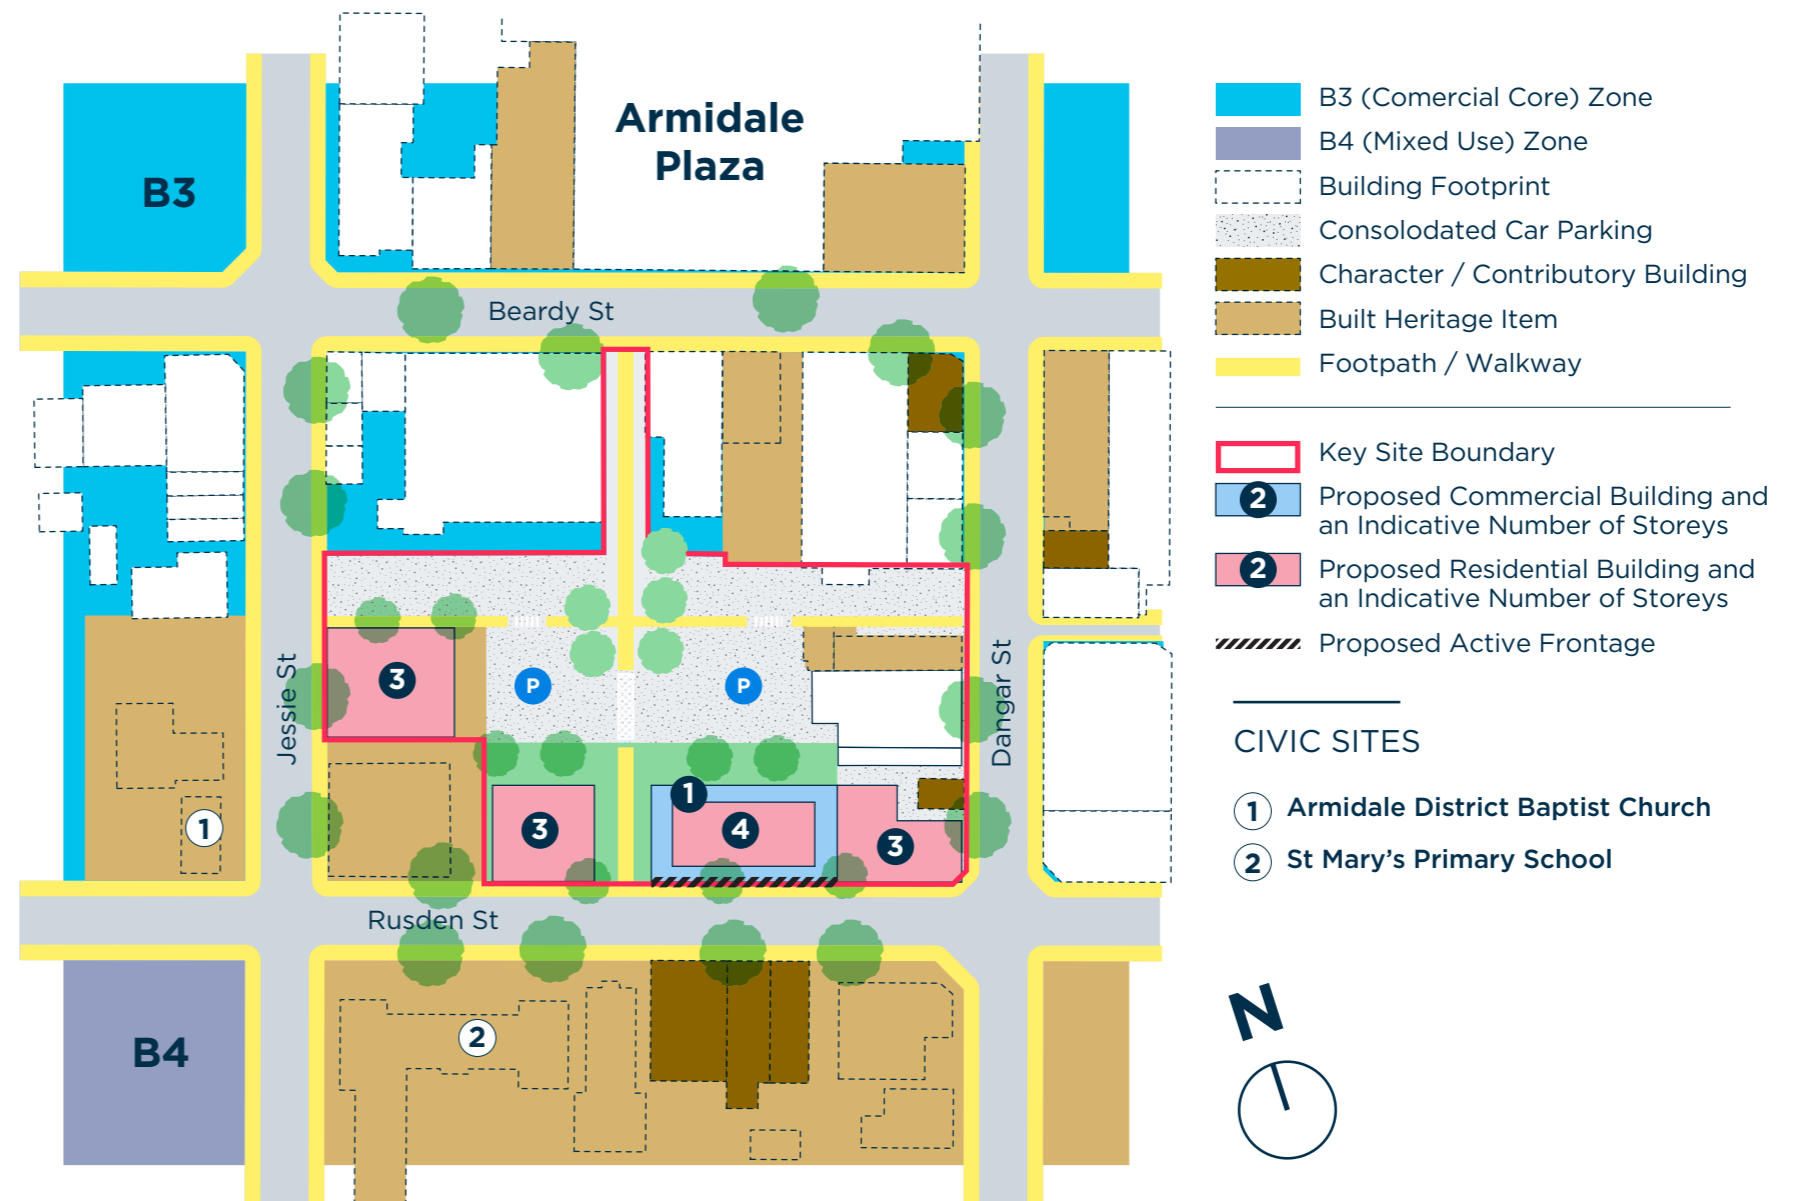 Armidale
Plaza
B3
Beardy St
Jessie St
Dangar St
3
P
P
1
3
4
3
1
Rusden St
2
B4
B3 (Comercial Core) Zone
B4 (Mixed Use) Zone
Building Footprint
Consolodated Car Parking
Character / Contributory Building
Built Heritage Item
Footpath / Walkway
Key Site Boundary
2 Proposed Commercial Building and
an Indicative Number of Storeys
2 Proposed Residential Building and
an Indicative Number of Storeys
Proposed Active Frontage
CIVIC SITES
1 Armidale District Baptist Church
2 St Mary's Primary School
N